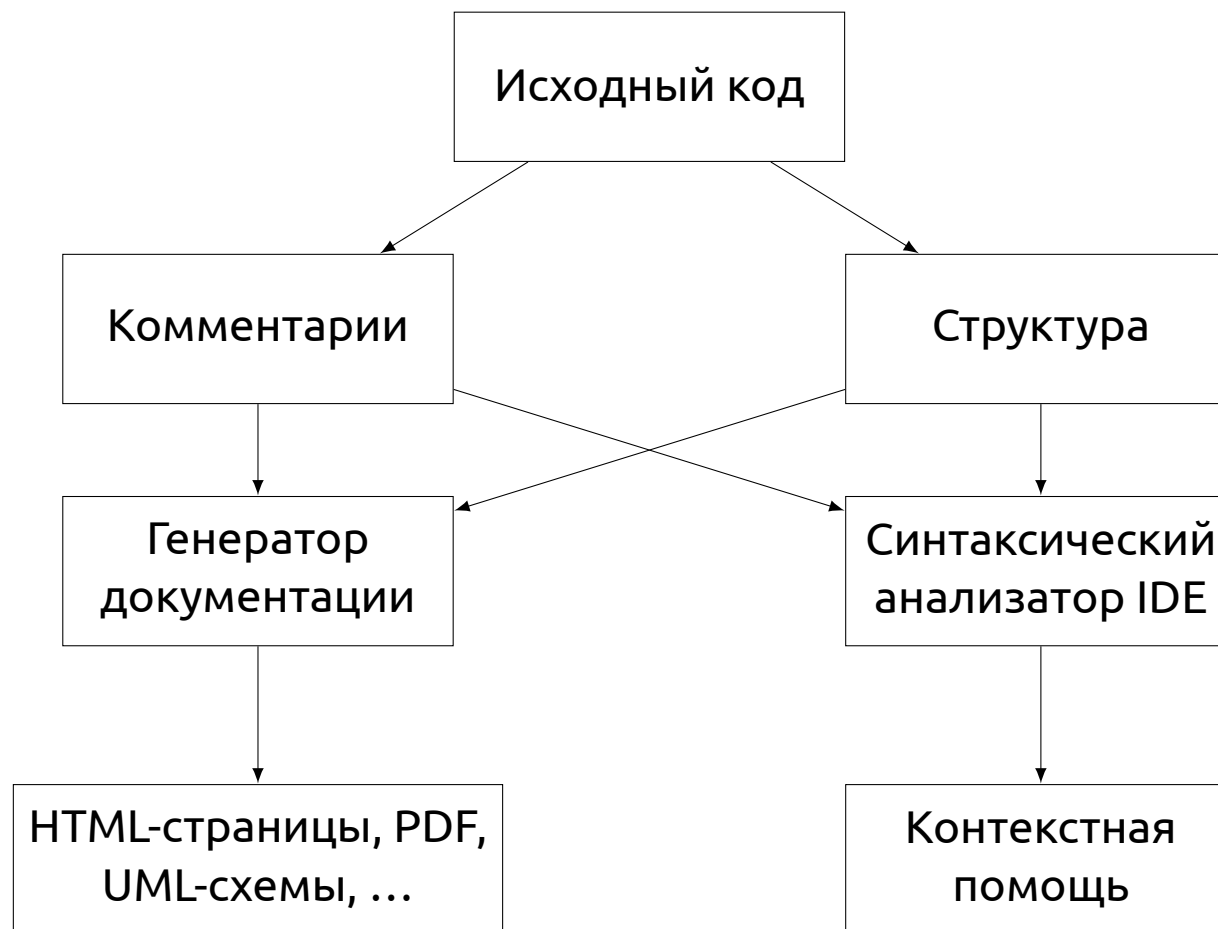 Исходный код
Комментарии
Структура
Генератор
документации
Синтаксический
анализатор IDE
HTML-страницы, PDF,
UML-схемы, …
Контекстная
помощь